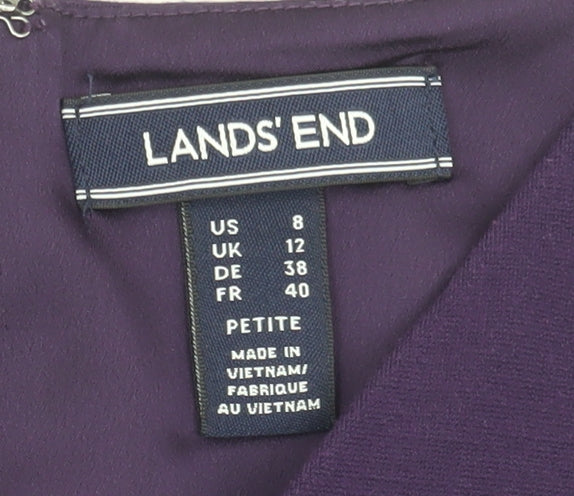 LANDS' END
US 8
UK 12
DE 38
FR 40
PETITE
MADE IN
VIETNAM/
FABRIQUE
AU VIETNAM